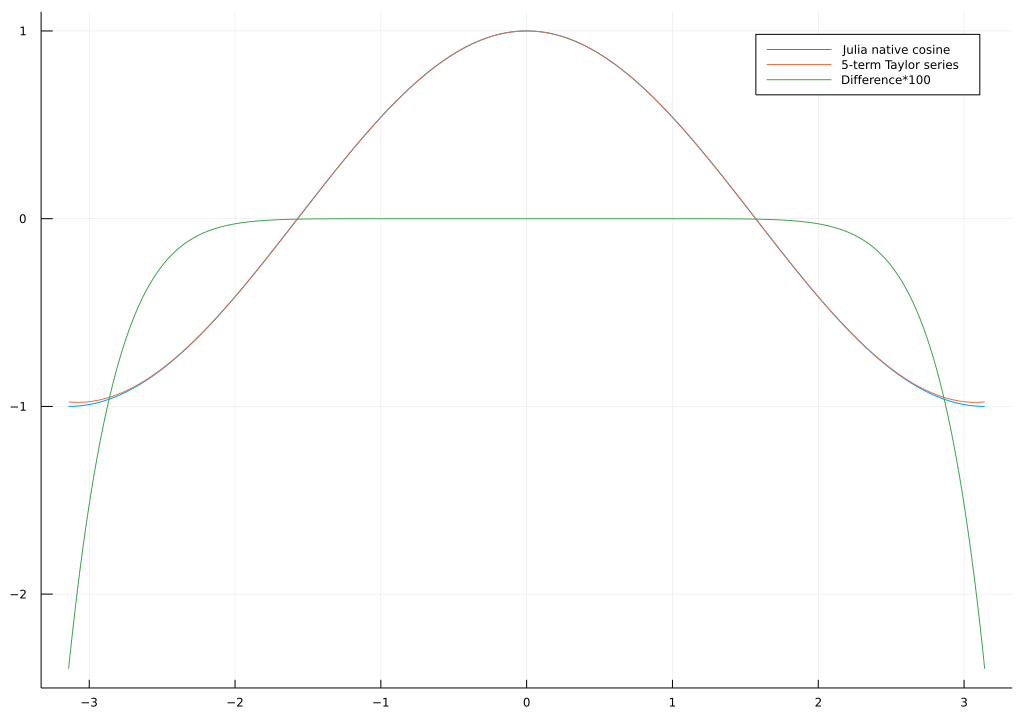 1
Julia native cosine
5-term Taylor series
Difference*100
0
−1
−2
−3 −2 −1 0 1 2 3